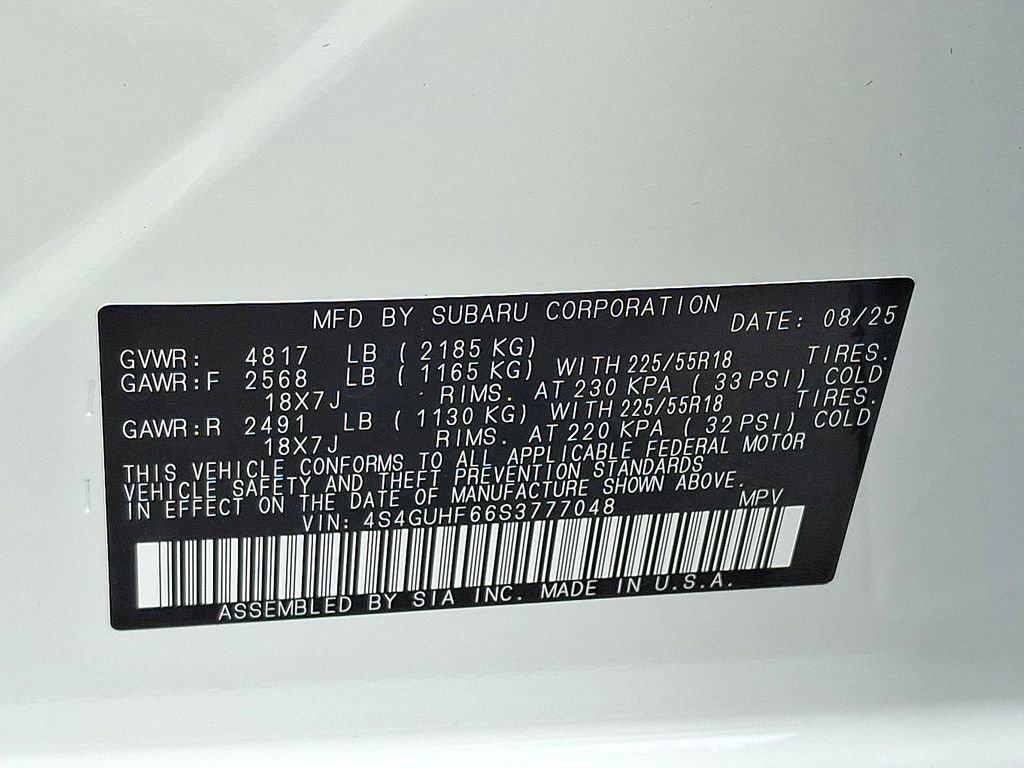 MFD BY SUBARU CORPORATION DATE: 08/25
GVWR: 4817 LB ( 2185 KG)
GAWR:F 2568 LB ( 1165 KG) WITH 225/55R18 TIRES.
18X7J RIMS. AT 230 KPA ( 33 PSI) COLD
GAWR:R 2491 LB ( 1130 KG) WITH 225/55R18 TIRES.
18X7J RIMS. AT 220 KPA ( 32 PSI) COLD
THIS VEHICLE CONFORMS TO ALL APPLICABLE FEDERAL MOTOR
VEHICLE SAFETY AND THEFT PREVENTION STANDARDS
IN EFFECT ON THE DATE OF MANUFACTURE SHOWN ABOVE.
VIN: 4S4GUHF66S3777048 MPV
ASSEMBLED BY SIA INC. MADE IN U.S.A.